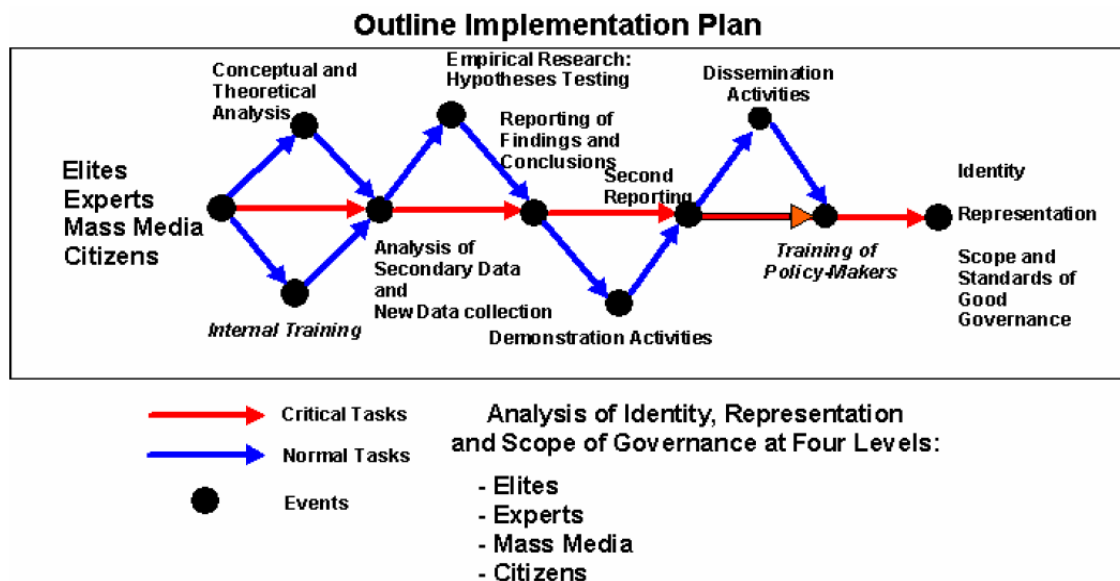 Outline Implementation Plan
Conceptual and
Theoretical
Analysis
Empirical Research:
Hypotheses Testing
Reporting of
Findings and
Conclusions
Dissemination
Activities
Second
Reporting
Elites
Experts
Mass Media
Citizens
Identity
Representation
Scope and
Standards of
Good
Governance
Analysis of
Secondary Data
and
New Data collection
Training of
Policy-Makers
Internal Training
Demonstration Activities
Critical Tasks
Normal Tasks
Events
Analysis of Identity, Representation
and Scope of Governance at Four Levels:
- Elites
- Experts
- Mass Media
- Citizens